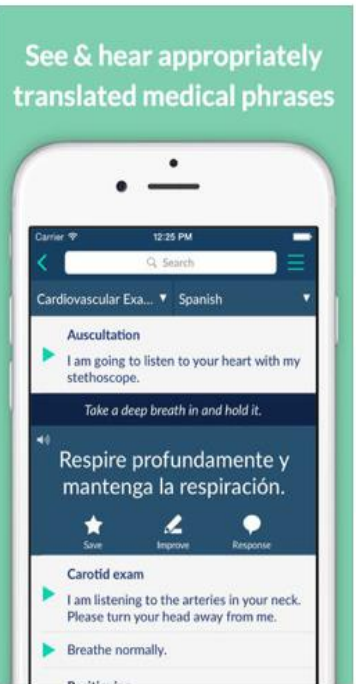 See & hear appropriately
translated medical phrases
Carrier
12:25 PM
Search
Cardiovascular Exa... ▼
Spanish ▼
Auscultation
I am going to listen to your heart with my
stethoscope.
Take a deep breath in and hold it.
Respire profundamente y
mantenga la respiración.
Save
Improve
Response
Carotid exam
I am listening to the arteries in your neck.
Please turn your head away from me.
Breathe normally.